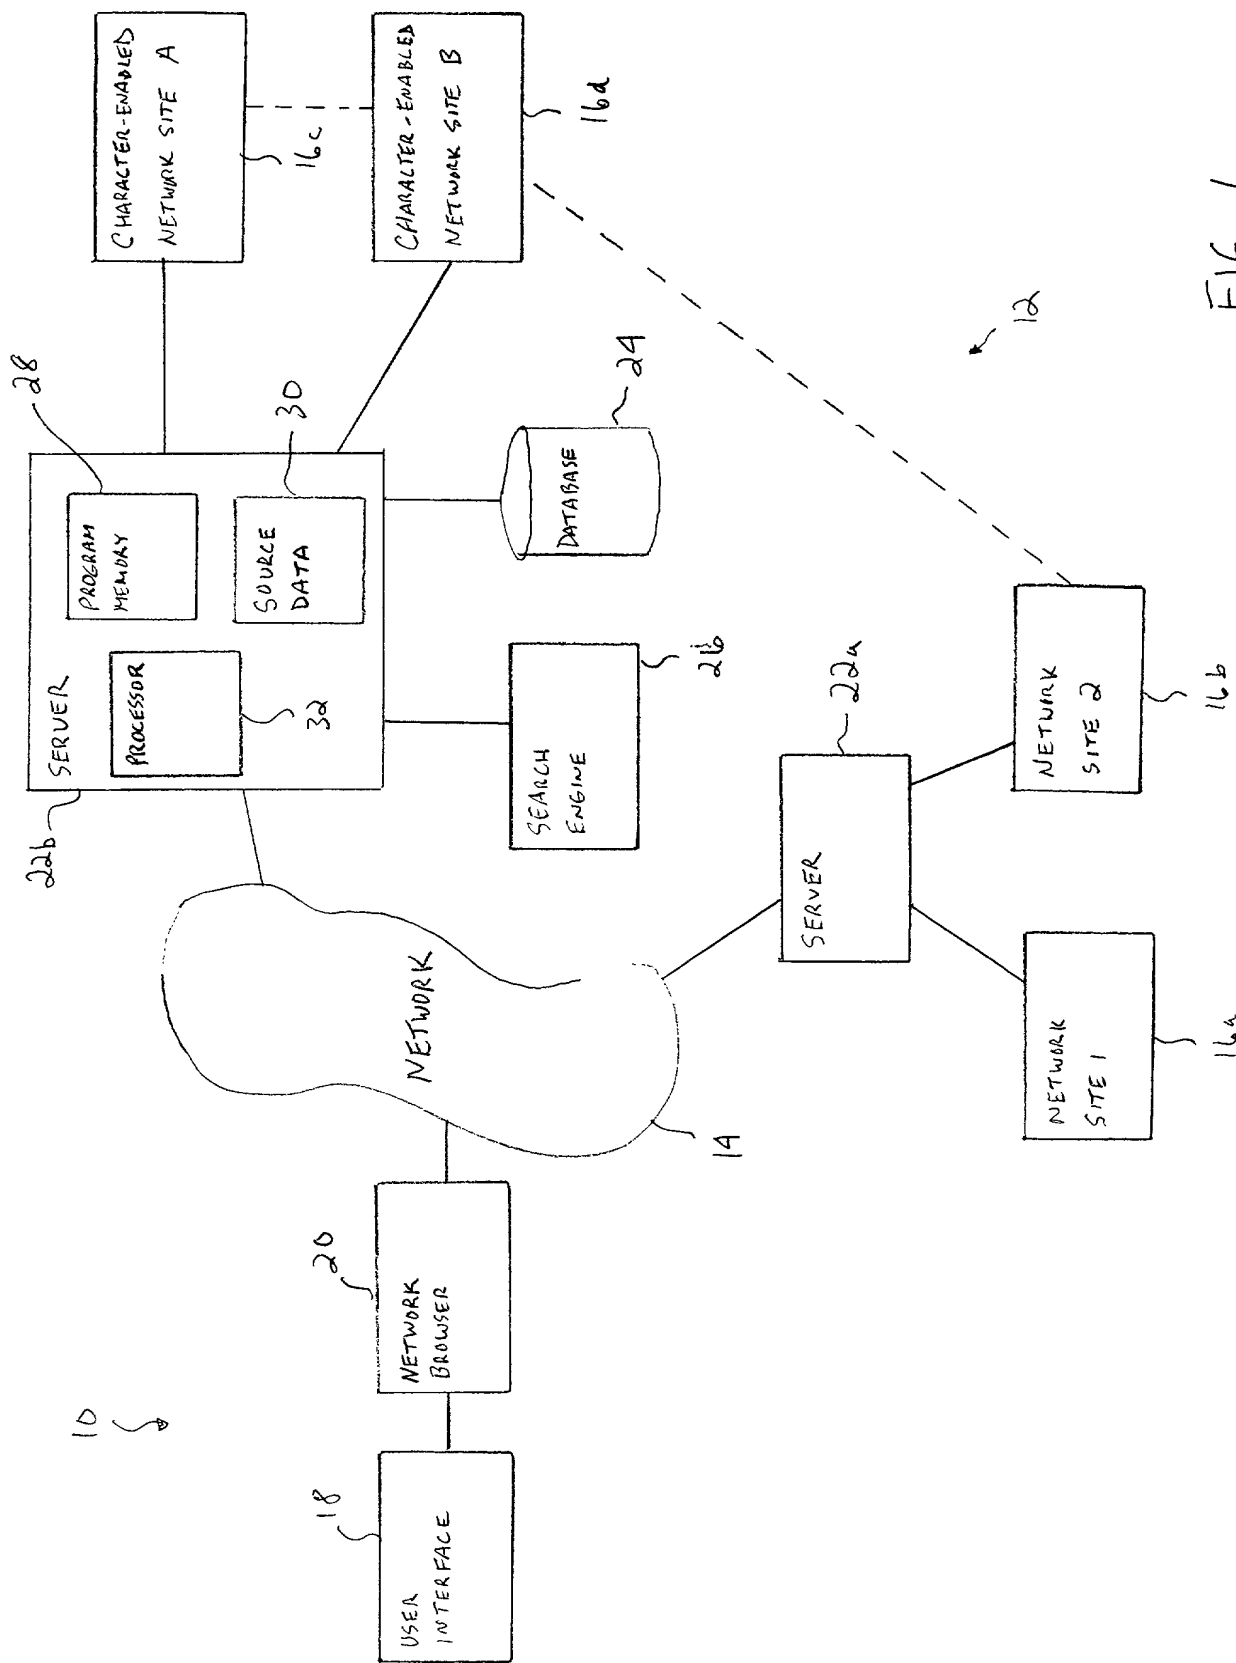 10
18
USER
INTERFACE
20
NETWORK
BROWSER
NETWORK
14
22b
SERVER
PROCESSOR
32
PROGRAM
MEMORY
28
SOURCE
DATA
30
SEARCH
ENGINE
26
DATABASE
24
CHARACTER-ENABLED
NETWORK SITE A
16c
CHARACTER-ENABLED
NETWORK SITE B
16d
SERVER
22a
NETWORK
SITE 1
16a
NETWORK
SITE 2
16b
12
FIG. 1